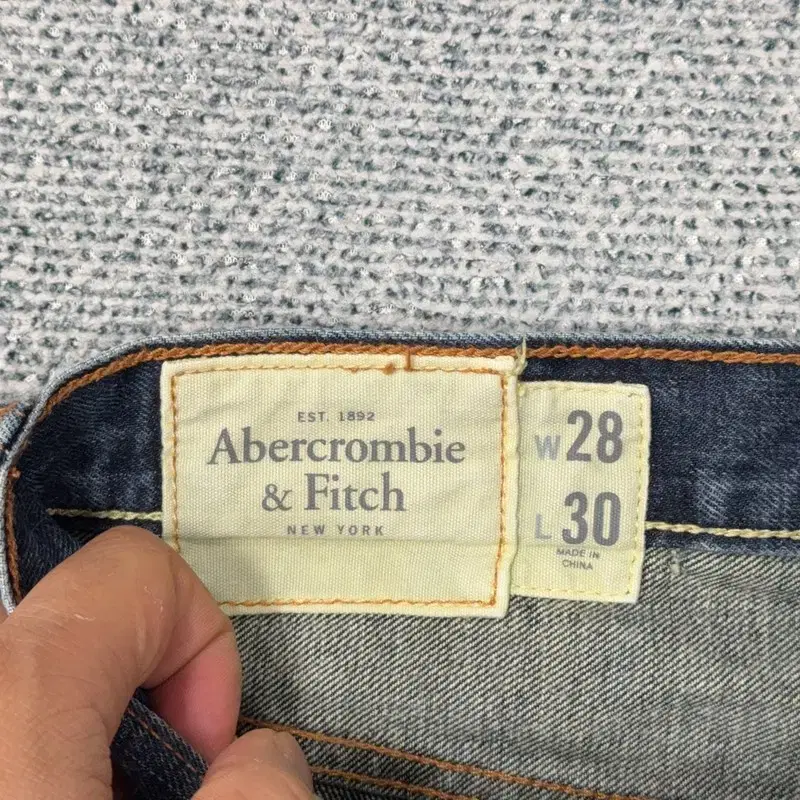 EST. 1892
Abercrombie
& Fitch
NEW YORK
W 28
L 30
MADE IN
CHINA